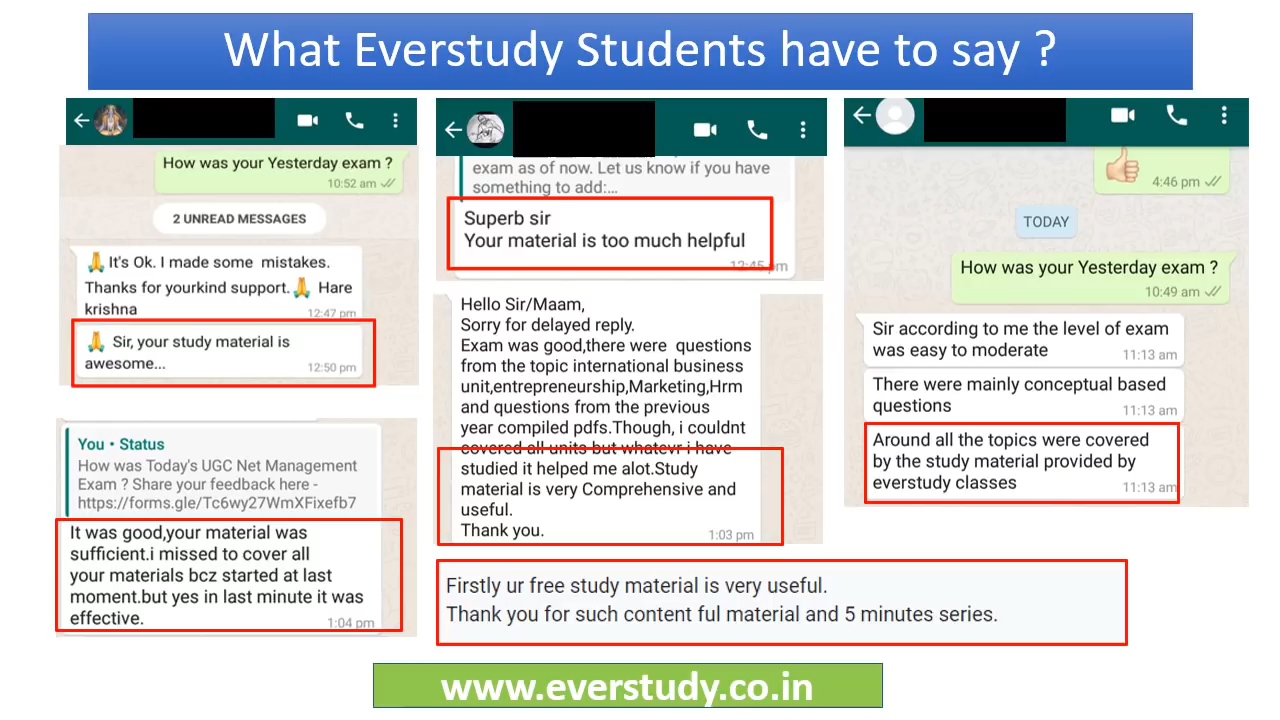 What Everstudy Students have to say ?
How was your Yesterday exam ?
10:52 am
2 UNREAD MESSAGES
🙏 It's Ok. I made some mistakes.
Thanks for yourkind support.🙏 Hare
krishna
12:47 pm
🙏 Sir, your study material is
awesome...
12:50 pm
You • Status
How was Today's UGC Net Management
Exam ? Share your feedback here -
https://forms.gle/Tc6wy27WmXFixefb7
It was good,your material was
sufficient.i missed to cover all
your materials bcz started at last
moment.but yes in last minute it was
effective.
1:04 pm
exam as of now. Let us know if you have
something to add:...
Superb sir
Your material is too much helpful
12:45 pm
Hello Sir/Maam,
Sorry for delayed reply.
Exam was good,there were questions
from the topic international business
unit,entrepreneurship,Marketing,Hrm
and questions from the previous
year compiled pdfs.Though, i couldnt
covered all units but whatevr i have
studied it helped me alot.Study
material is very Comprehensive and
useful.
Thank you.
1:03 pm
Firstly ur free study material is very useful.
Thank you for such content ful material and 5 minutes series.
4:46 pm
TODAY
How was your Yesterday exam ?
10:49 am
Sir according to me the level of exam
was easy to moderate
11:13 am
There were mainly conceptual based
questions
11:13 am
Around all the topics were covered
by the study material provided by
everstudy classes
11:13 am
www.everstudy.co.in